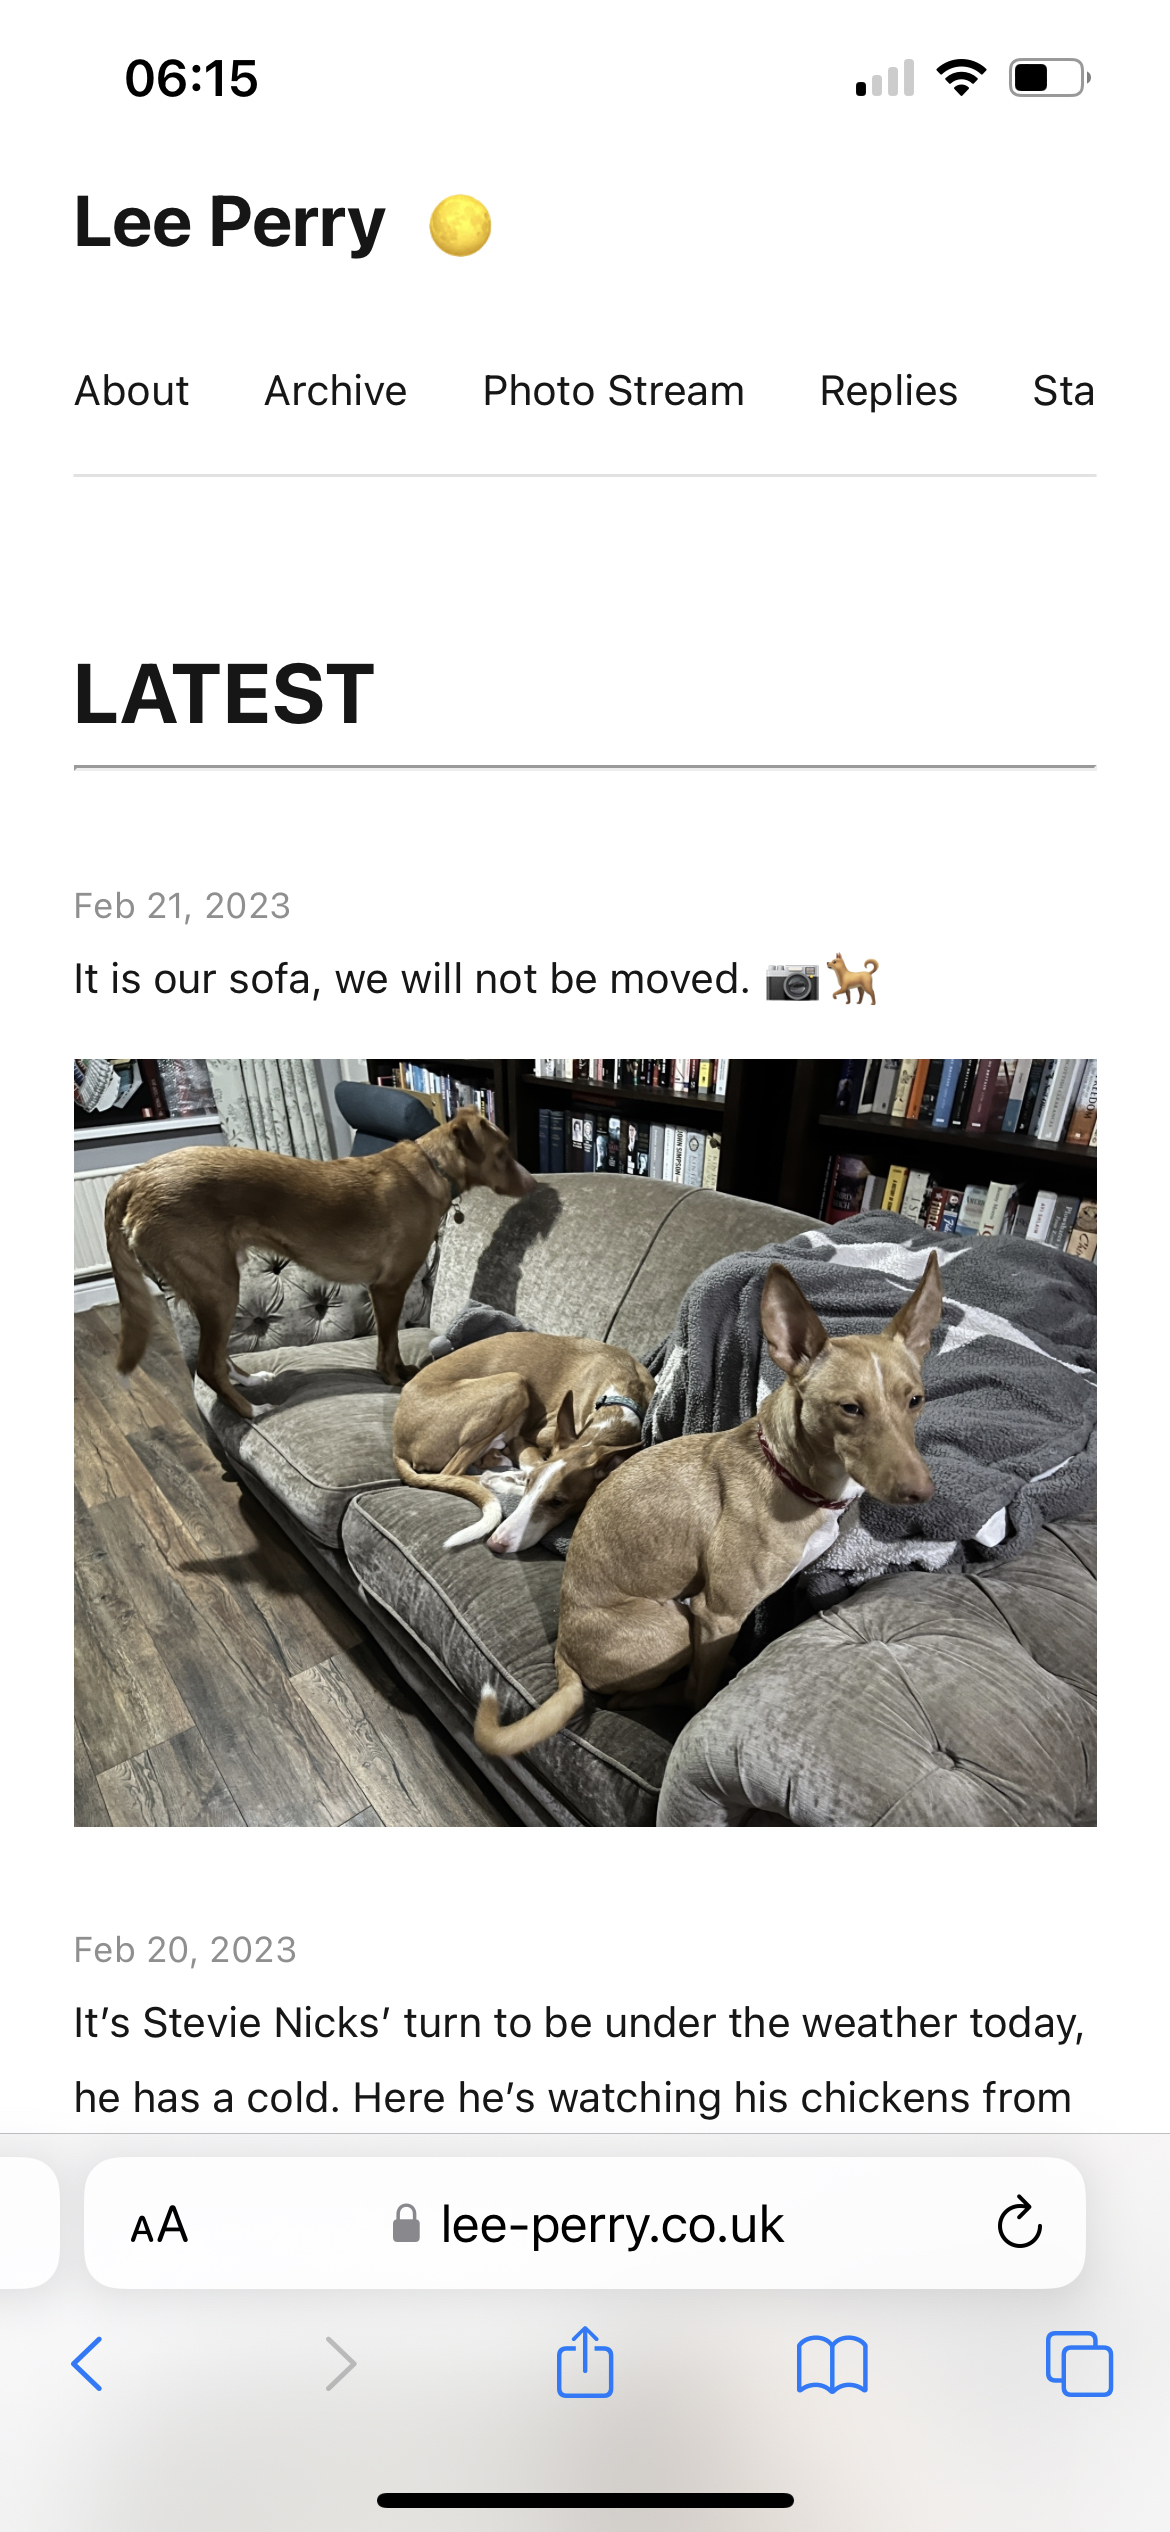 06:15
Lee Perry
About Archive Photo Stream Replies Sta
LATEST
Feb 21, 2023
It is our sofa, we will not be moved. 📷🐕
JOHN SIMPSON
Feb 20, 2023
It’s Stevie Nicks’ turn to be under the weather today,
he has a cold. Here he’s watching his chickens from
AA lee-perry.co.uk